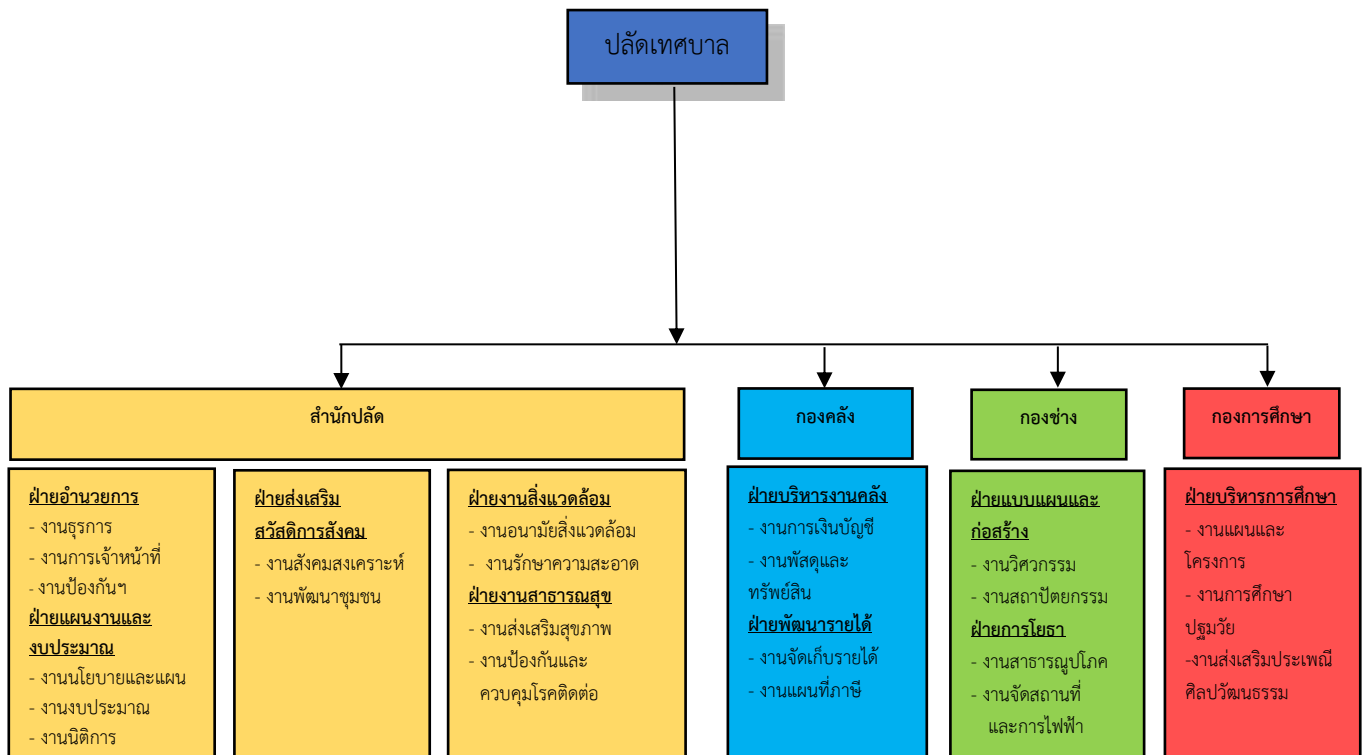 ปลัดเทศบาล
สำนักปลัด
กองคลัง
กองช่าง
กองการศึกษา
ฝ่ายอำนวยการ
- งานธุรการ
- งานการเจ้าหน้าที่
- งานป้องกันฯ
ฝ่ายแผนงานและ
งบประมาณ
- งานนโยบายและแผน
- งานงบประมาณ
- งานนิติการ
ฝ่ายส่งเสริม
สวัสดิการสังคม
- งานสังคมสงเคราะห์
- งานพัฒนาชุมชน
ฝ่ายงานสิ่งแวดล้อม
- งานอนามัยสิ่งแวดล้อม
- งานรักษาความสะอาด
ฝ่ายงานสาธารณสุข
- งานส่งเสริมสุขภาพ
- งานป้องกันและ
ควบคุมโรคติดต่อ
ฝ่ายบริหารงานคลัง
- งานการเงินบัญชี
- งานพัสดุและ
ทรัพย์สิน
ฝ่ายพัฒนารายได้
- งานจัดเก็บรายได้
- งานแผนที่ภาษี
ฝ่ายแบบแผนและ
ก่อสร้าง
- งานวิศวกรรม
- งานสถาปัตยกรรม
ฝ่ายการโยธา
- งานสาธารณูปโภค
- งานจัดสถานที่
และการไฟฟ้า
ฝ่ายบริหารการศึกษา
- งานแผนและ
โครงการ
- งานการศึกษา
ปฐมวัย
-งานส่งเสริมประเพณี
ศิลปวัฒนธรรม